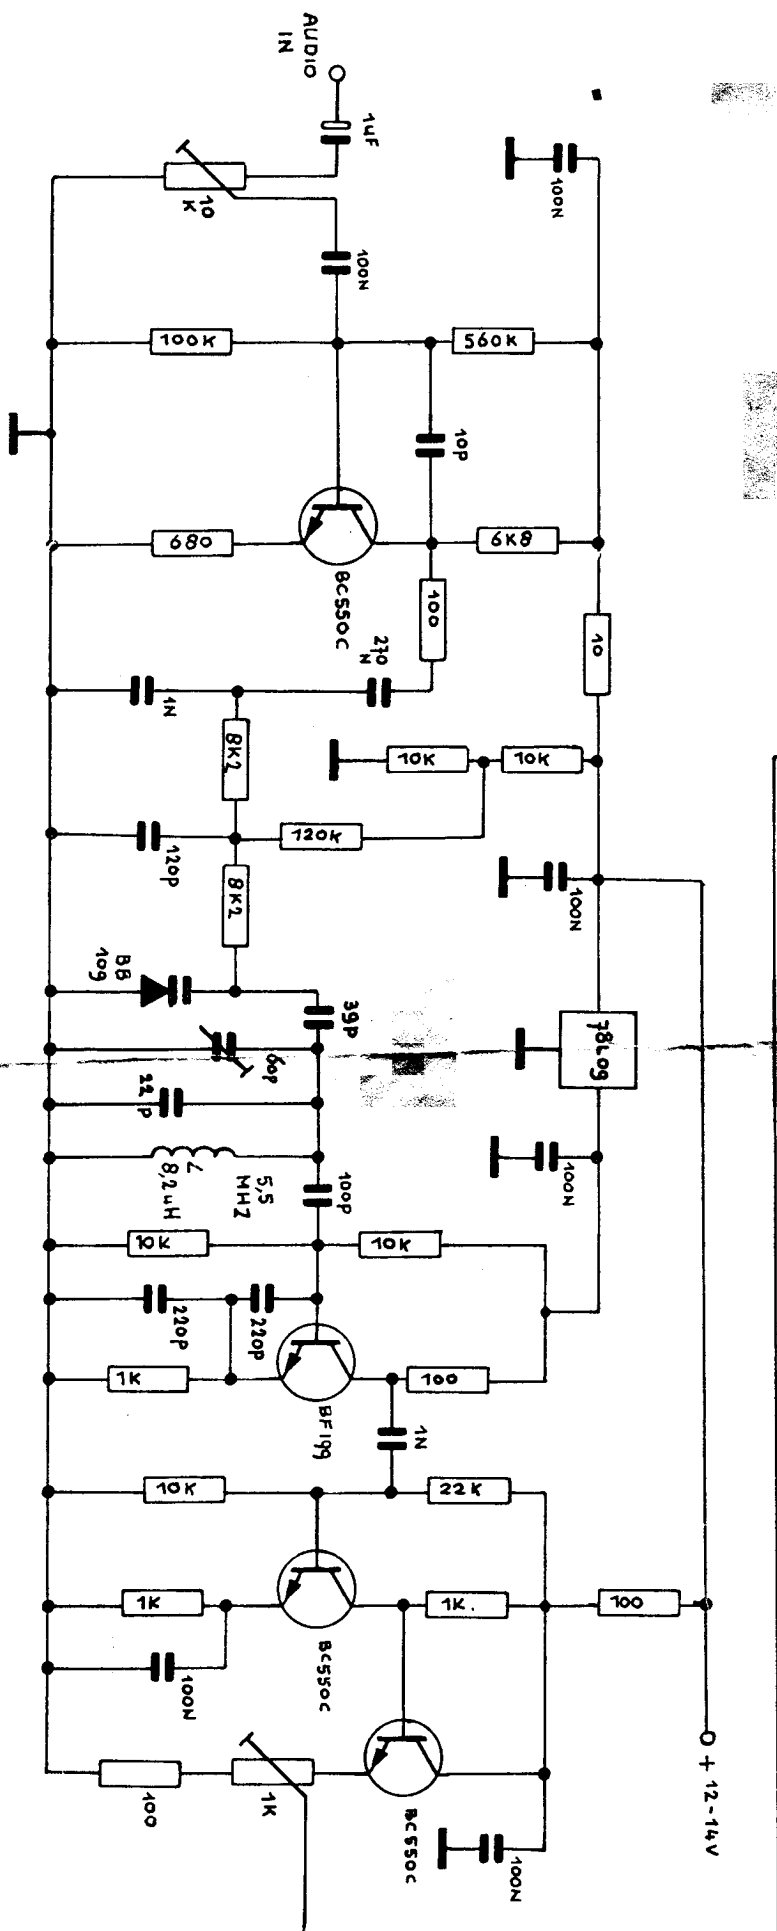 AUDIO
IN
1uF
10
K
100N
100N
100K
560K
10P
680
6K8
BC550C
100
10
270
N
1N
8K2
10K
10K
120K
120P
8K2
100N
BB
109
39P
60P
78L09
22P
100N
L
8,2uH
5,5
MHZ
100P
10K
10K
220P
220P
1K
100
BF199
1N
10K
22K
1K
1K.
100
BC550C
100N
+ 12-14V
100
1K
BC550C
100N